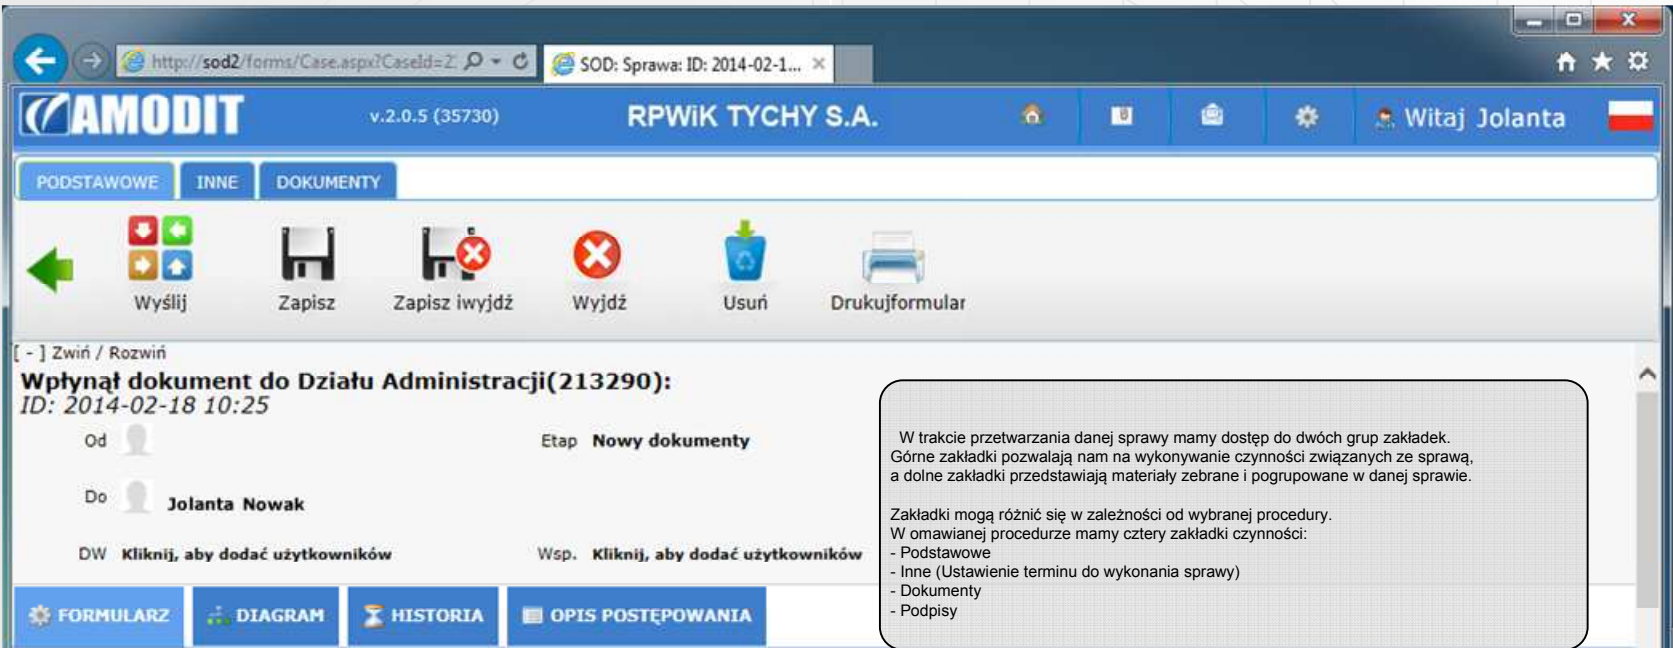 http://sod2/forms/Case.aspx?CaseId=2
SOD: Sprawa: ID: 2014-02-1...
AMODIT
v.2.0.5 (35730)
RPWiK TYCHY S.A.
Witaj Jolanta
PODSTAWOWE
INNE
DOKUMENTY
Wyślij
Zapisz
Zapisz iwyjdź
Wyjdź
Usuń
Drukujformular
[ - ] Zwiń / Rozwiń
Wpłynął dokument do Działu Administracji(213290):
ID: 2014-02-18 10:25
Od
Etap Nowy dokumenty
Do Jolanta Nowak
DW Kliknij, aby dodać użytkowników
Wsp. Kliknij, aby dodać użytkowników
W trakcie przetwarzania danej sprawy mamy dostęp do dwóch grup zakładek.
Górne zakładki pozwalają nam na wykonywanie czynności związanych ze sprawą,
a dolne zakładki przedstawiają materiały zebrane i pogrupowane w danej sprawie.
Zakładki mogą różnić się w zależności od wybranej procedury.
W omawianej procedurze mamy cztery zakładki czynności:
- Podstawowe
- Inne (Ustawienie terminu do wykonania sprawy)
- Dokumenty
- Podpisy
FORMULARZ
DIAGRAM
HISTORIA
OPIS POSTĘPOWANIA